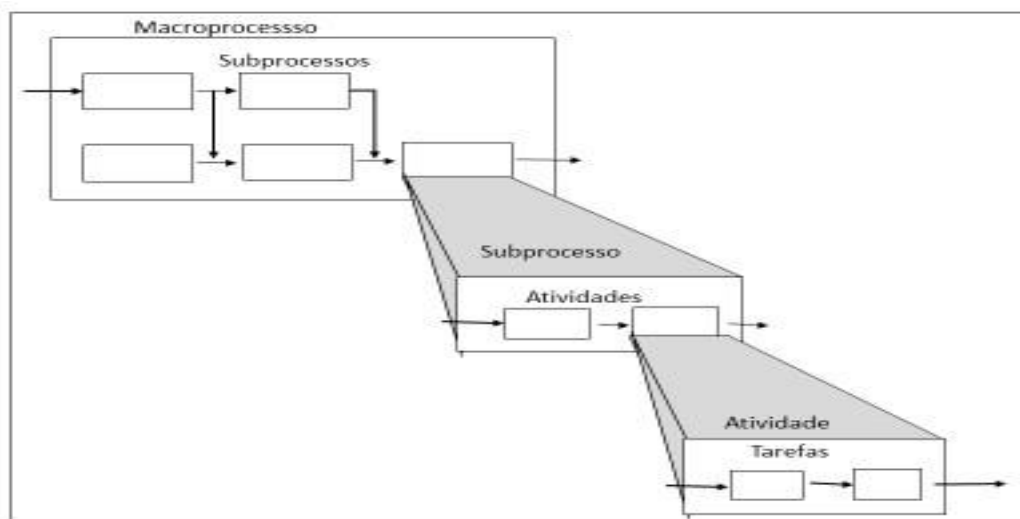 Macroprocessso
Subprocessos
Subprocesso
Atividades
Atividade
Tarefas